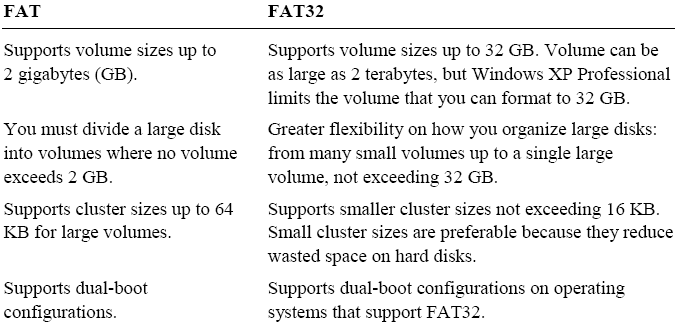 FAT FAT32
Supports volume sizes up to
2 gigabytes (GB).
Supports volume sizes up to 32 GB. Volume can be
as large as 2 terabytes, but Windows XP Professional
limits the volume that you can format to 32 GB.
You must divide a large disk
into volumes where no volume
exceeds 2 GB.
Greater flexibility on how you organize large disks:
from many small volumes up to a single large
volume, not exceeding 32 GB.
Supports cluster sizes up to 64
KB for large volumes.
Supports smaller cluster sizes not exceeding 16 KB.
Small cluster sizes are preferable because they reduce
wasted space on hard disks.
Supports dual-boot
configurations.
Supports dual-boot configurations on operating
systems that support FAT32.